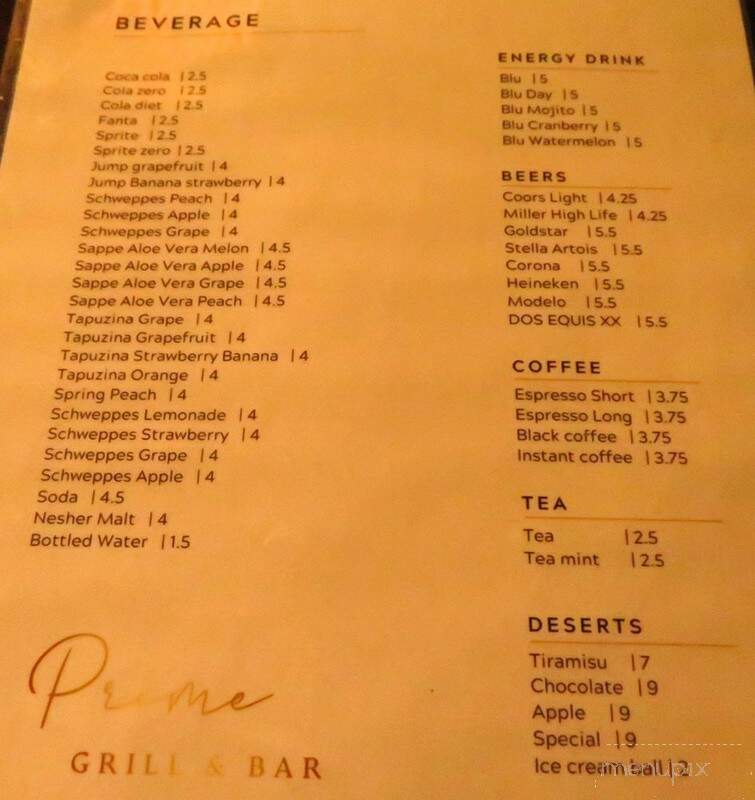 BEVERAGE
Coca cola | 2.5
Cola zero | 2.5
Cola diet | 2.5
Fanta | 2.5
Sprite | 2.5
Sprite zero | 2.5
Jump grapefruit | 4
Jump Banana strawberry | 4
Schweppes Peach | 4
Schweppes Apple | 4
Schweppes Grape | 4
Sappe Aloe Vera Melon | 4.5
Sappe Aloe Vera Apple | 4.5
Sappe Aloe Vera Grape | 4.5
Sappe Aloe Vera Peach | 4.5
Tapuzina Grape | 4
Tapuzina Grapefruit | 4
Tapuzina Strawberry Banana | 4
Tapuzina Orange | 4
Spring Peach | 4
Schweppes Lemonade | 4
Schweppes Strawberry | 4
Schweppes Grape | 4
Schweppes Apple | 4
Soda | 4.5
Nesher Malt | 4
Bottled Water | 1.5
Prime
GRILL & BAR
ENERGY DRINK
Blu | 5
Blu Day | 5
Blu Mojito | 5
Blu Cranberry | 5
Blu Watermelon | 5
BEERS
Coors Light | 4.25
Miller High Life | 4.25
Goldstar | 5.5
Stella Artois | 5.5
Corona | 5.5
Heineken | 5.5
Modelo | 5.5
DOS EQUIS XX | 5.5
COFFEE
Espresso Short | 3.75
Espresso Long | 3.75
Black coffee | 3.75
Instant coffee | 3.75
TEA
Tea | 2.5
Tea mint | 2.5
DESERTS
Tiramisu | 7
Chocolate | 9
Apple | 9
Special | 9
Ice cream ball | 2
menupix